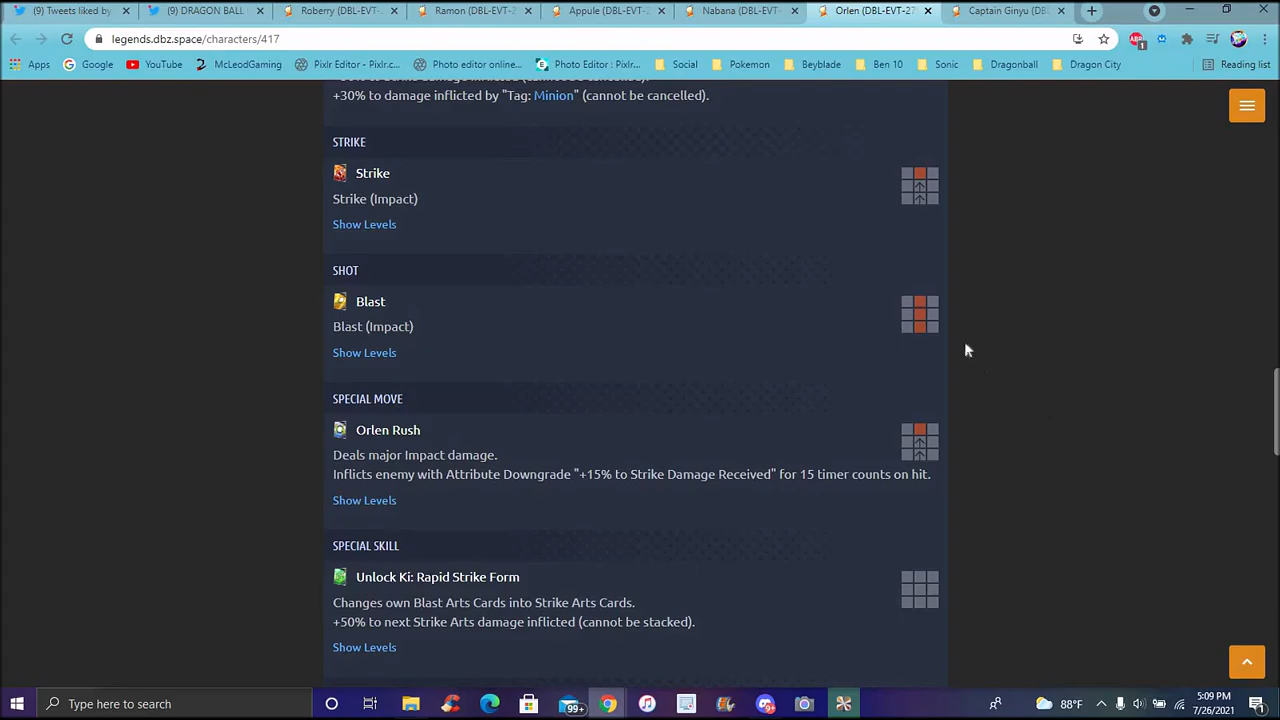 (9) Tweets liked by
(9) DRAGON BALL
Roberry (DBL-EVT-
Ramon (DBL-EVT-2
Appule (DBL-EVT-2
Nabana (DBL-EVT-
Orlen (DBL-EVT-27
Captain Ginyu (DB
legends.dbz.space/characters/417
ABP
1
Apps
Google
YouTube
McLeodGaming
Pixlr Editor - Pixlr.c...
Photo editor online...
Photo Editor : Pixlr...
Social
Pokemon
Beyblade
Ben 10
Sonic
Dragonball
Dragon City
Reading list
+30% to damage inflicted by "Tag: Minion" (cannot be cancelled).
STRIKE
Strike
Strike (Impact)
Show Levels
SHOT
Blast
Blast (Impact)
Show Levels
SPECIAL MOVE
Orlen Rush
Deals major Impact damage.
Inflicts enemy with Attribute Downgrade "+15% to Strike Damage Received" for 15 timer counts on hit.
Show Levels
SPECIAL SKILL
Unlock Ki: Rapid Strike Form
Changes own Blast Arts Cards into Strike Arts Cards.
+50% to next Strike Arts damage inflicted (cannot be stacked).
Show Levels
Type here to search
99+
88°F
5:09 PM
7/26/2021
1